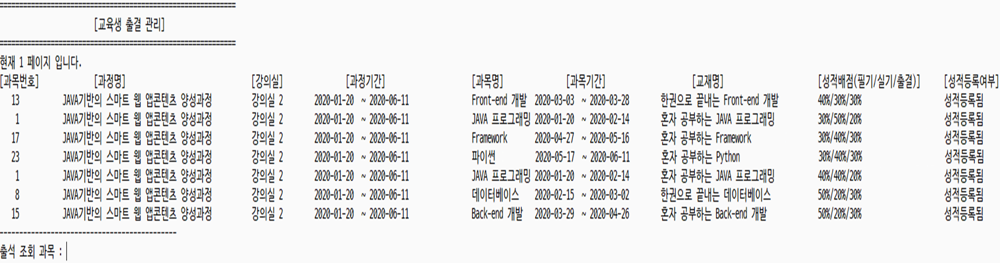 ============================================================
[교육생 출결 관리]
============================================================
현재 1 페이지 입니다.
[과목번호] [과정명] [강의실] [과정기간] [과목명] [과목기간] [교재명] [성적배점(필기/실기/출결)] [성적등록여부]
13 JAVA기반의 스마트 웹 앱콘텐츠 양성과정 강의실 2 2020-01-20 ~ 2020-06-11 Front-end 개발 2020-03-03 ~ 2020-03-28 한권으로 끝내는 Front-end 개발 40%/30%/30% 성적등록됨
1 JAVA기반의 스마트 웹 앱콘텐츠 양성과정 강의실 2 2020-01-20 ~ 2020-06-11 JAVA 프로그래밍 2020-01-20 ~ 2020-02-14 혼자 공부하는 JAVA 프로그래밍 30%/50%/20% 성적등록됨
17 JAVA기반의 스마트 웹 앱콘텐츠 양성과정 강의실 2 2020-01-20 ~ 2020-06-11 Framework 2020-04-27 ~ 2020-05-16 혼자 공부하는 Framework 30%/40%/30% 성적등록됨
23 JAVA기반의 스마트 웹 앱콘텐츠 양성과정 강의실 2 2020-01-20 ~ 2020-06-11 파이썬 2020-05-17 ~ 2020-06-11 혼자 공부하는 Python 30%/40%/30% 성적등록됨
1 JAVA기반의 스마트 웹 앱콘텐츠 양성과정 강의실 2 2020-01-20 ~ 2020-06-11 JAVA 프로그래밍 2020-01-20 ~ 2020-02-14 혼자 공부하는 JAVA 프로그래밍 40%/40%/20% 성적등록됨
8 JAVA기반의 스마트 웹 앱콘텐츠 양성과정 강의실 2 2020-01-20 ~ 2020-06-11 데이터베이스 2020-02-15 ~ 2020-03-02 한권으로 끝내는 데이터베이스 50%/20%/30% 성적등록됨
15 JAVA기반의 스마트 웹 앱콘텐츠 양성과정 강의실 2 2020-01-20 ~ 2020-06-11 Back-end 개발 2020-03-29 ~ 2020-04-26 혼자 공부하는 Back-end 개발 50%/20%/30% 성적등록됨
---------------------------------------------
출석 조회 과목 :